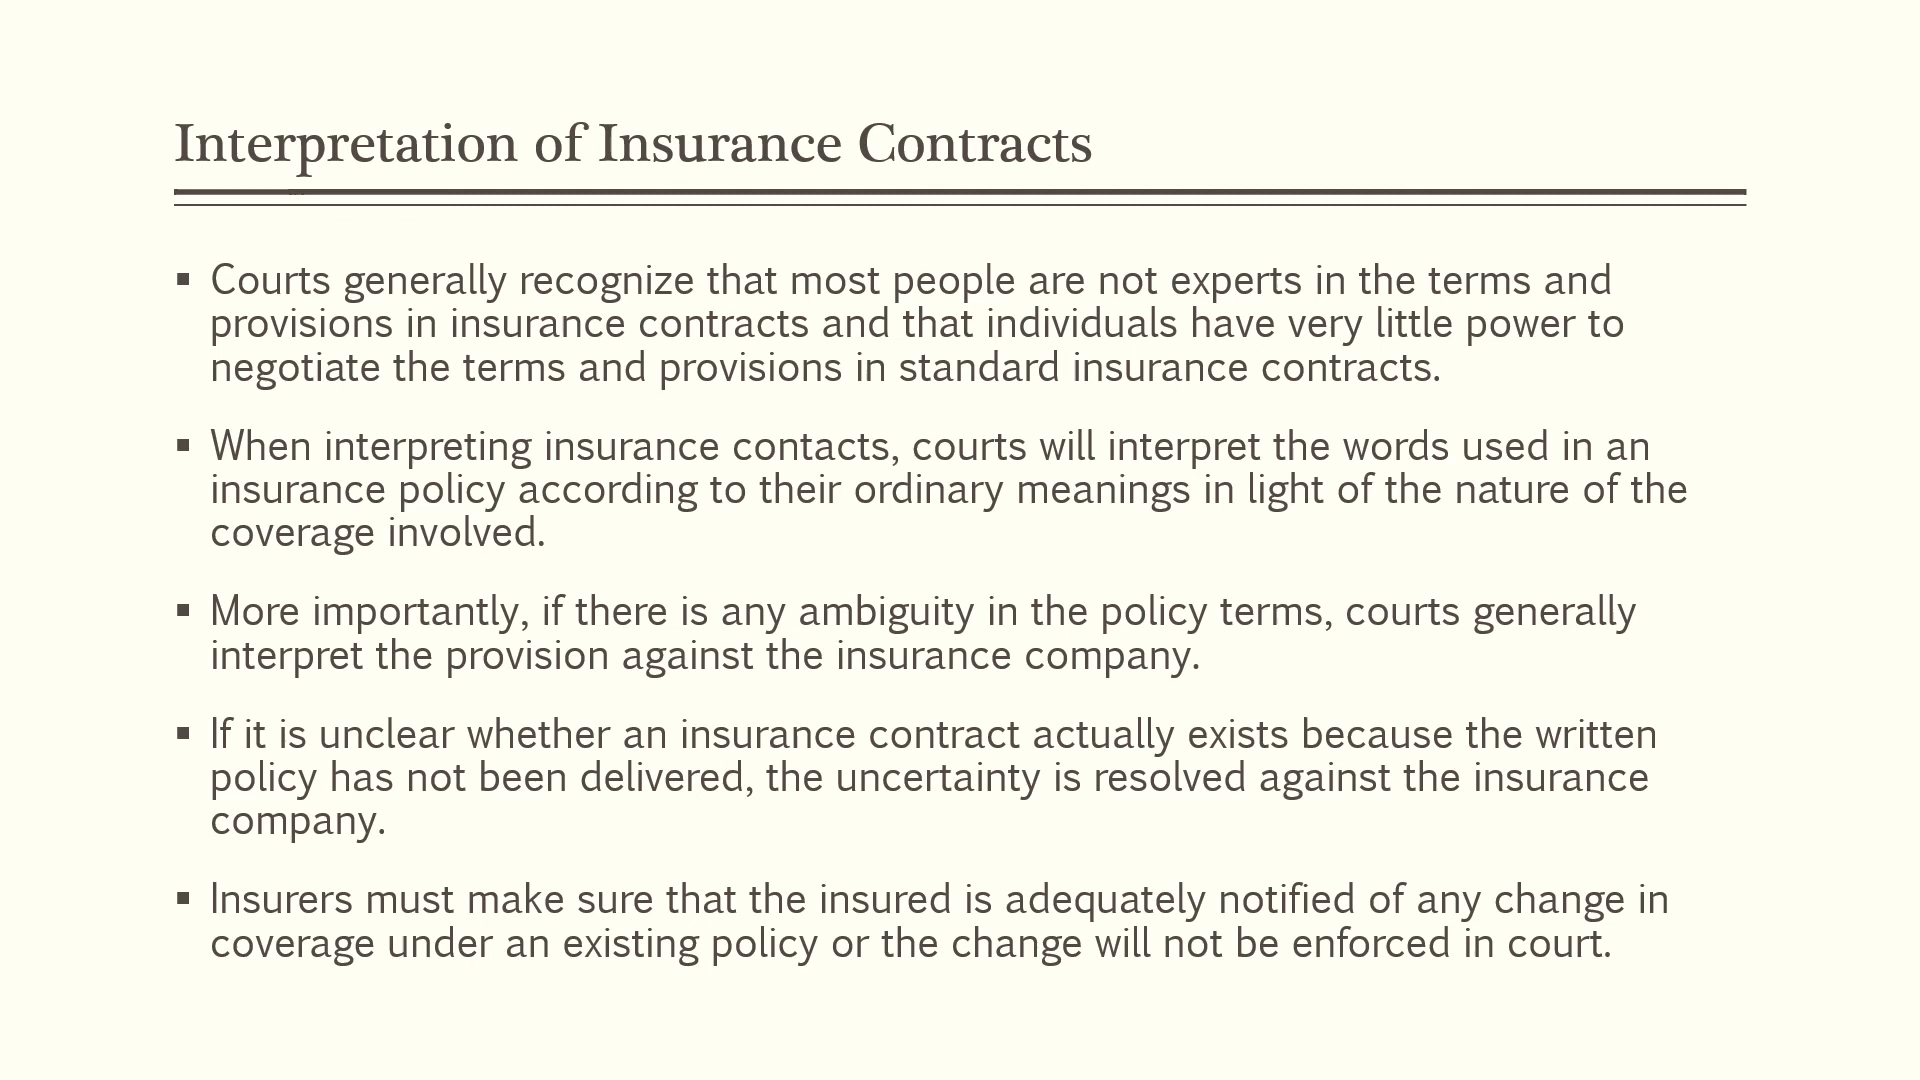 Interpretation of Insurance Contracts
▪ Courts generally recognize that most people are not experts in the terms and
provisions in insurance contracts and that individuals have very little power to
negotiate the terms and provisions in standard insurance contracts.
▪ When interpreting insurance contacts, courts will interpret the words used in an
insurance policy according to their ordinary meanings in light of the nature of the
coverage involved.
▪ More importantly, if there is any ambiguity in the policy terms, courts generally
interpret the provision against the insurance company.
▪ If it is unclear whether an insurance contract actually exists because the written
policy has not been delivered, the uncertainty is resolved against the insurance
company.
▪ Insurers must make sure that the insured is adequately notified of any change in
coverage under an existing policy or the change will not be enforced in court.